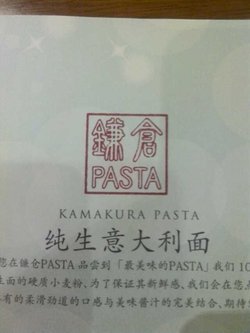 鎌倉
PASTA
KAMAKURA PASTA
纯生意大利面
您在鎌仓PASTA 品尝到「最美味的PASTA」我们 10
生面的硬质小麦粉、为了保证其新鲜感、我们会在您点
有的柔滑劲道的口感与美味酱汁的完美结合、期待